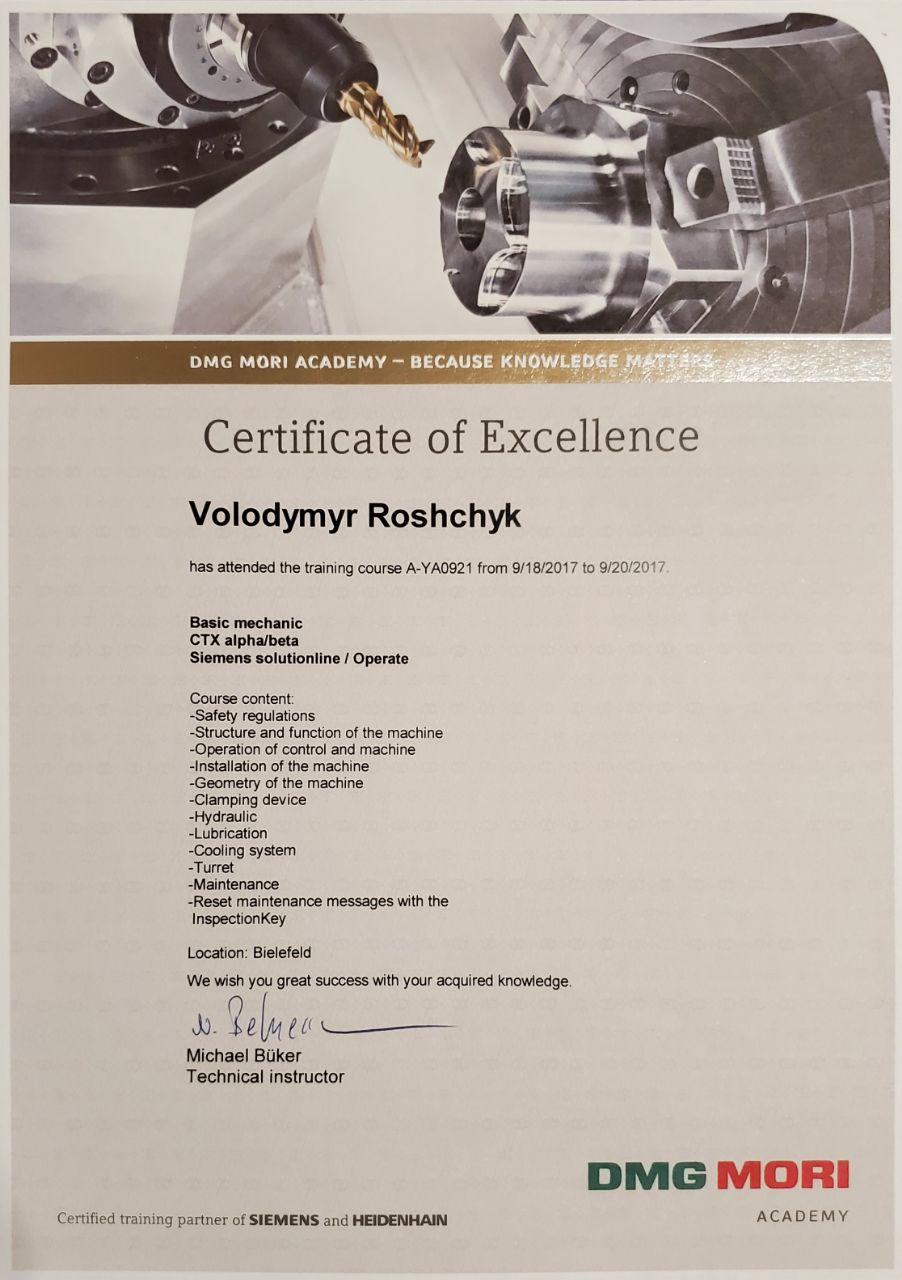 DMG MORI ACADEMY – BECAUSE KNOWLEDGE MATTERS
Certificate of Excellence
Volodymyr Roshchyk
has attended the training course A-YA0921 from 9/18/2017 to 9/20/2017.
Basic mechanic
CTX alpha/beta
Siemens solutionline / Operate
Course content:
-Safety regulations
-Structure and function of the machine
-Operation of control and machine
-Installation of the machine
-Geometry of the machine
-Clamping device
-Hydraulic
-Lubrication
-Cooling system
-Turret
-Maintenance
-Reset maintenance messages with the
InspectionKey
Location: Bielefeld
We wish you great success with your acquired knowledge.
Michael Büker
Technical instructor
DMG MORI
ACADEMY
Certified training partner of SIEMENS and HEIDENHAIN